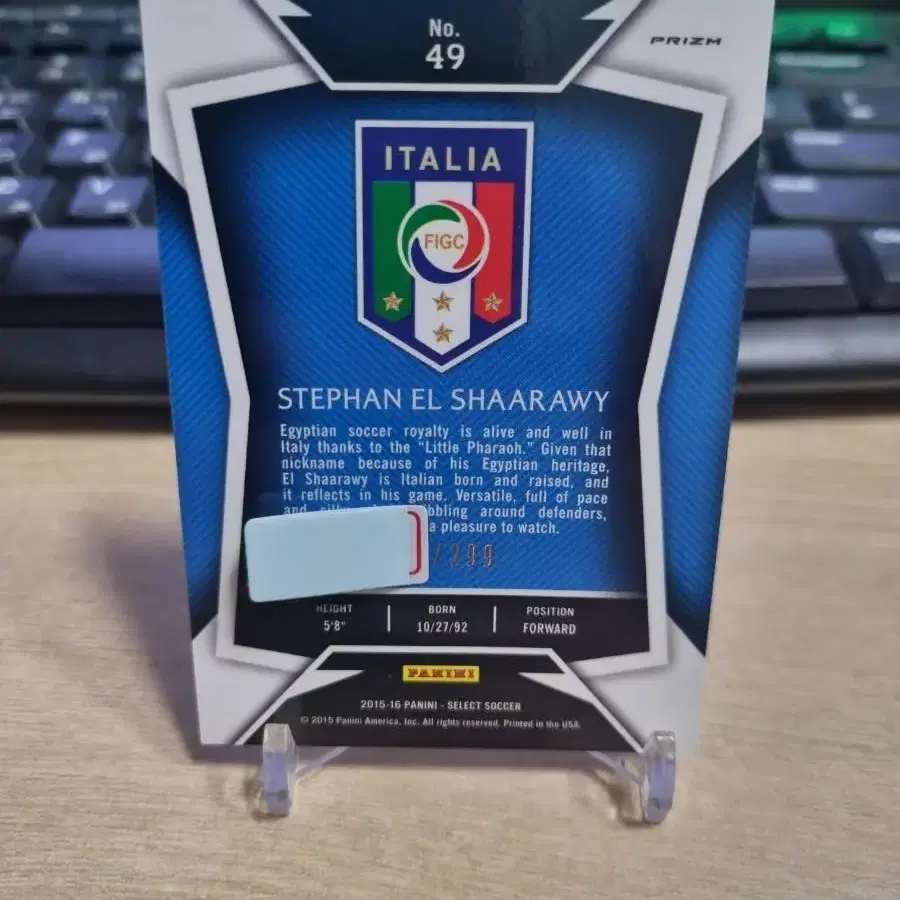 No.
49
PRIZM
ITALIA
FIGC
STEPHAN EL SHAARAWY
Egyptian soccer royalty is alive and well in
Italy thanks to the "Little Pharaoh." Given that
nickname because of his Egyptian heritage,
El Shaarawy is Italian born and raised, and
it reflects in his game. Versatile, full of pace
and around defenders,
a pleasure to watch.
/299
HEIGHT
5'8"
BORN
10/27/92
POSITION
FORWARD
PANINI
2015-16 PANINI - SELECT SOCCER
© 2015 Panini America, Inc. All rights reserved. Printed in the USA.